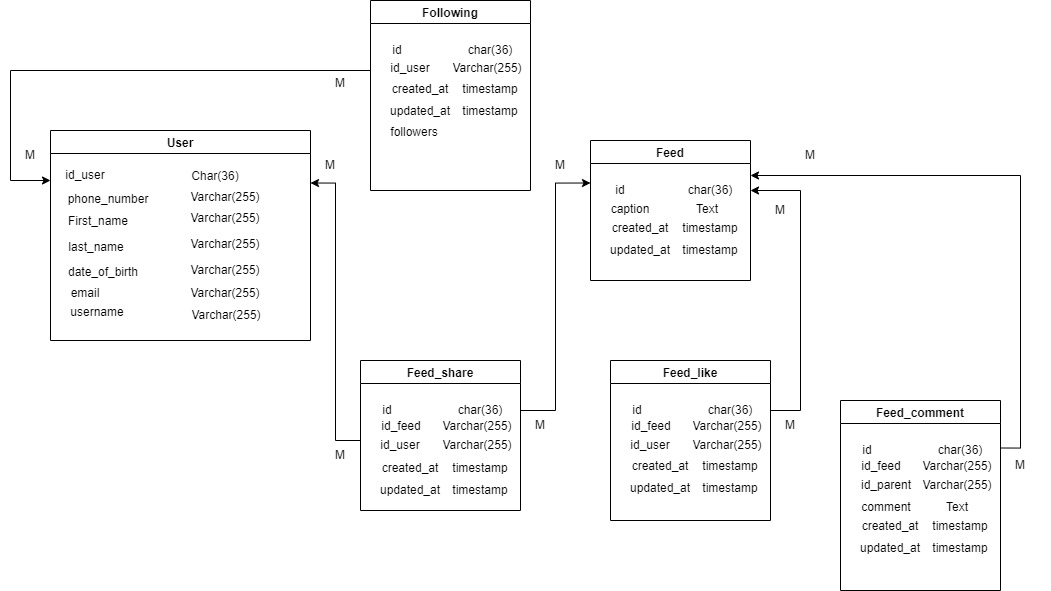 Following
id char(36)
id_user Varchar(255)
created_at timestamp
updated_at timestamp
followers
M
M
User
id_user Char(36)
phone_number Varchar(255)
First_name Varchar(255)
last_name Varchar(255)
date_of_birth Varchar(255)
email Varchar(255)
username Varchar(255)
M
M
Feed
id char(36)
caption Text
created_at timestamp
updated_at timestamp
M
M
Feed_share
id char(36)
id_feed Varchar(255)
id_user Varchar(255)
created_at timestamp
updated_at timestamp
M
M
Feed_like
id char(36)
id_feed Varchar(255)
id_user Varchar(255)
created_at timestamp
updated_at timestamp
M
Feed_comment
id char(36)
id_feed Varchar(255)
id_parent Varchar(255)
comment Text
created_at timestamp
updated_at timestamp
M